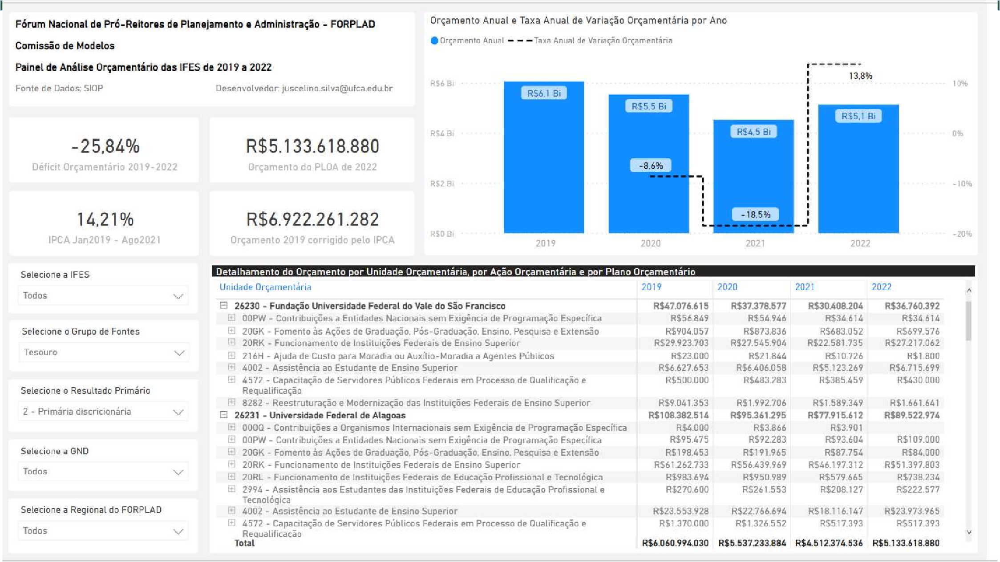 Fórum Nacional de Pró-Reitores de Planejamento e Administração - FORPLAD
Comissão de Modelos
Painel de Análise Orçamentário das IFES de 2019 a 2022
Fonte de Dados: SIOP Desenvolvedor: juscelino.silva@ufca.edu.br
-25,84%
Déficit Orçamentário 2019-2022
R$5.133.618.880
Orçamento do PLOA de 2022
14,21%
IPCA Jan2019 - Ago2021
R$6.922.261.282
Orçamento 2019 corrigido pelo IPCA
Orçamento Anual e Taxa Anual de Variação Orçamentária por Ano
Orçamento Anual Taxa Anual de Variação Orçamentária
R$6 Bi
R$4 Bi
R$2 Bi
R$0 Bi
R$6,1 Bi
R$5,5 Bi
R$4,5 Bi
R$5,1 Bi
-8,6%
-18,5%
13,8%
10%
0%
-10%
-20%
2019 2020 2021 2022
Selecione a IFES
Todos
Selecione o Grupo de Fontes
Tesouro
Selecione o Resultado Primário
2 - Primária discricionária
Selecione a GND
Todos
Selecione a Regional do FORPLAD
Todos
Detalhamento do Orçamento por Unidade Orçamentária, por Ação Orçamentária e por Plano Orçamentário
Unidade Orçamentária 2019 2020 2021 2022
26230 - Fundação Universidade Federal do Vale do São Francisco R$47.076.615 R$37.378.577 R$30.408.204 R$36.760.392
00PW - Contribuições a Entidades Nacionais sem Exigência de Programação Específica R$56.849 R$54.946 R$34.614 R$34.614
20GK - Fomento às Ações de Graduação, Pós-Graduação, Ensino, Pesquisa e Extensão R$904.057 R$873.836 R$683.052 R$699.576
20RK - Funcionamento de Instituições Federais de Ensino Superior R$29.923.703 R$27.545.904 R$22.581.735 R$27.217.062
216H - Ajuda de Custo para Moradia ou Auxílio-Moradia a Agentes Públicos R$23.000 R$21.844 R$10.726 R$1.800
4002 - Assistência ao Estudante de Ensino Superior R$6.627.653 R$6.406.058 R$5.123.269 R$6.715.699
4572 - Capacitação de Servidores Públicos Federais em Processo de Qualificação e R$500.000 R$483.283 R$385.459 R$430.000
Requalificação
8282 - Reestruturação e Modernização das Instituições Federais de Ensino Superior R$9.041.353 R$1.992.706 R$1.589.349 R$1.661.641
26231 - Universidade Federal de Alagoas R$108.382.514 R$95.361.295 R$77.915.612 R$89.522.974
00OQ - Contribuições a Organismos Internacionais sem Exigência de Programação Específica R$4.000 R$3.866 R$3.901
00PW - Contribuições a Entidades Nacionais sem Exigência de Programação Específica R$95.475 R$92.283 R$93.604 R$109.000
20GK - Fomento às Ações de Graduação, Pós-Graduação, Ensino, Pesquisa e Extensão R$198.453 R$191.965 R$87.754 R$84.000
20RK - Funcionamento de Instituições Federais de Ensino Superior R$61.262.733 R$56.439.969 R$46.197.312 R$51.397.803
20RL - Funcionamento de Instituições Federais de Educação Profissional e Tecnológica R$983.694 R$950.989 R$579.665 R$738.234
2994 - Assistência aos Estudantes das Instituições Federais de Educação Profissional e R$270.600 R$261.553 R$208.127 R$222.577
Tecnológica
4002 - Assistência ao Estudante de Ensino Superior R$23.553.928 R$22.766.694 R$18.116.147 R$23.973.965
4572 - Capacitação de Servidores Públicos Federais em Processo de Qualificação e R$1.370.000 R$1.326.552 R$517.393 R$517.393
Requalificação
Total R$6.060.994.030 R$5.537.233.884 R$4.512.374.536 R$5.133.618.880